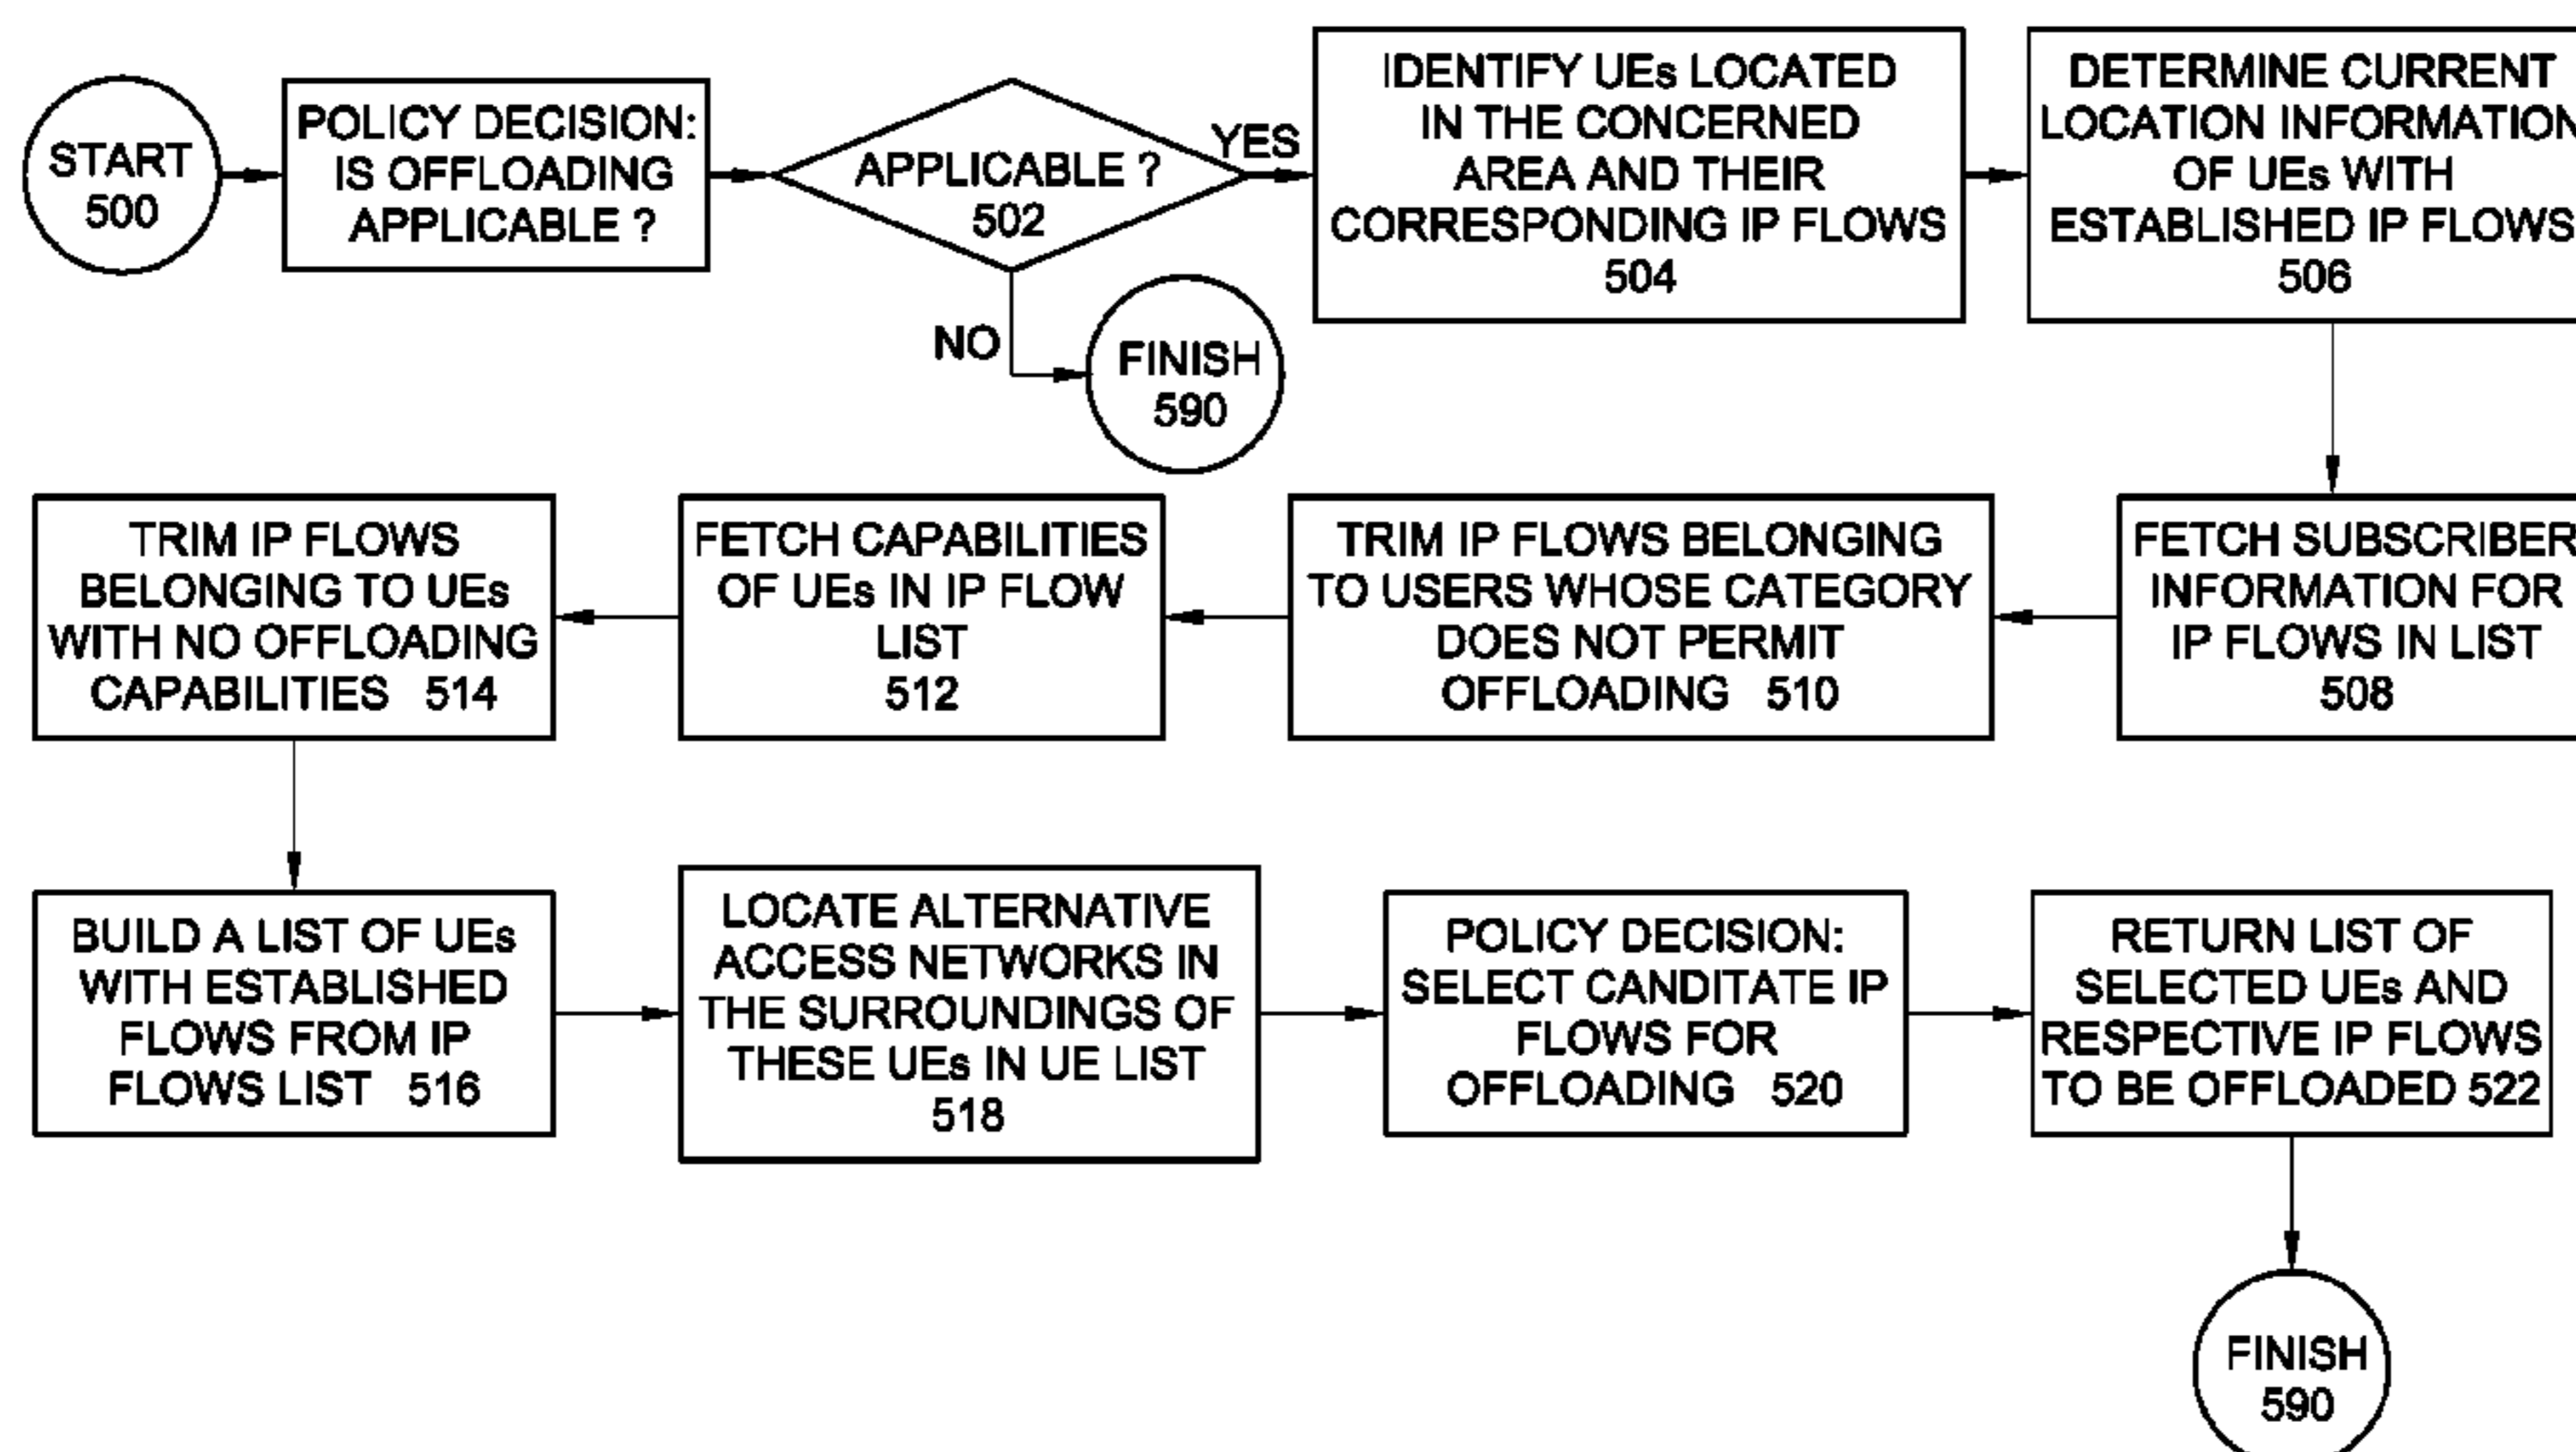 START
500
POLICY DECISION:
IS OFFLOADING
APPLICABLE ?
APPLICABLE ?
502
YES
NO
FINISH
590
IDENTIFY UEs LOCATED
IN THE CONCERNED
AREA AND THEIR
CORRESPONDING IP FLOWS
504
DETERMINE CURRENT
LOCATION INFORMATION
OF UEs WITH
ESTABLISHED IP FLOWS
506
FETCH SUBSCRIBER
INFORMATION FOR
IP FLOWS IN LIST
508
TRIM IP FLOWS BELONGING
TO USERS WHOSE CATEGORY
DOES NOT PERMIT
OFFLOADING 510
FETCH CAPABILITIES
OF UEs IN IP FLOW
LIST
512
TRIM IP FLOWS
BELONGING TO UEs
WITH NO OFFLOADING
CAPABILITIES 514
BUILD A LIST OF UEs
WITH ESTABLISHED
FLOWS FROM IP
FLOWS LIST 516
LOCATE ALTERNATIVE
ACCESS NETWORKS IN
THE SURROUNDINGS OF
THESE UEs IN UE LIST
518
POLICY DECISION:
SELECT CANDITATE IP
FLOWS FOR
OFFLOADING 520
RETURN LIST OF
SELECTED UEs AND
RESPECTIVE IP FLOWS
TO BE OFFLOADED 522
FINISH
590